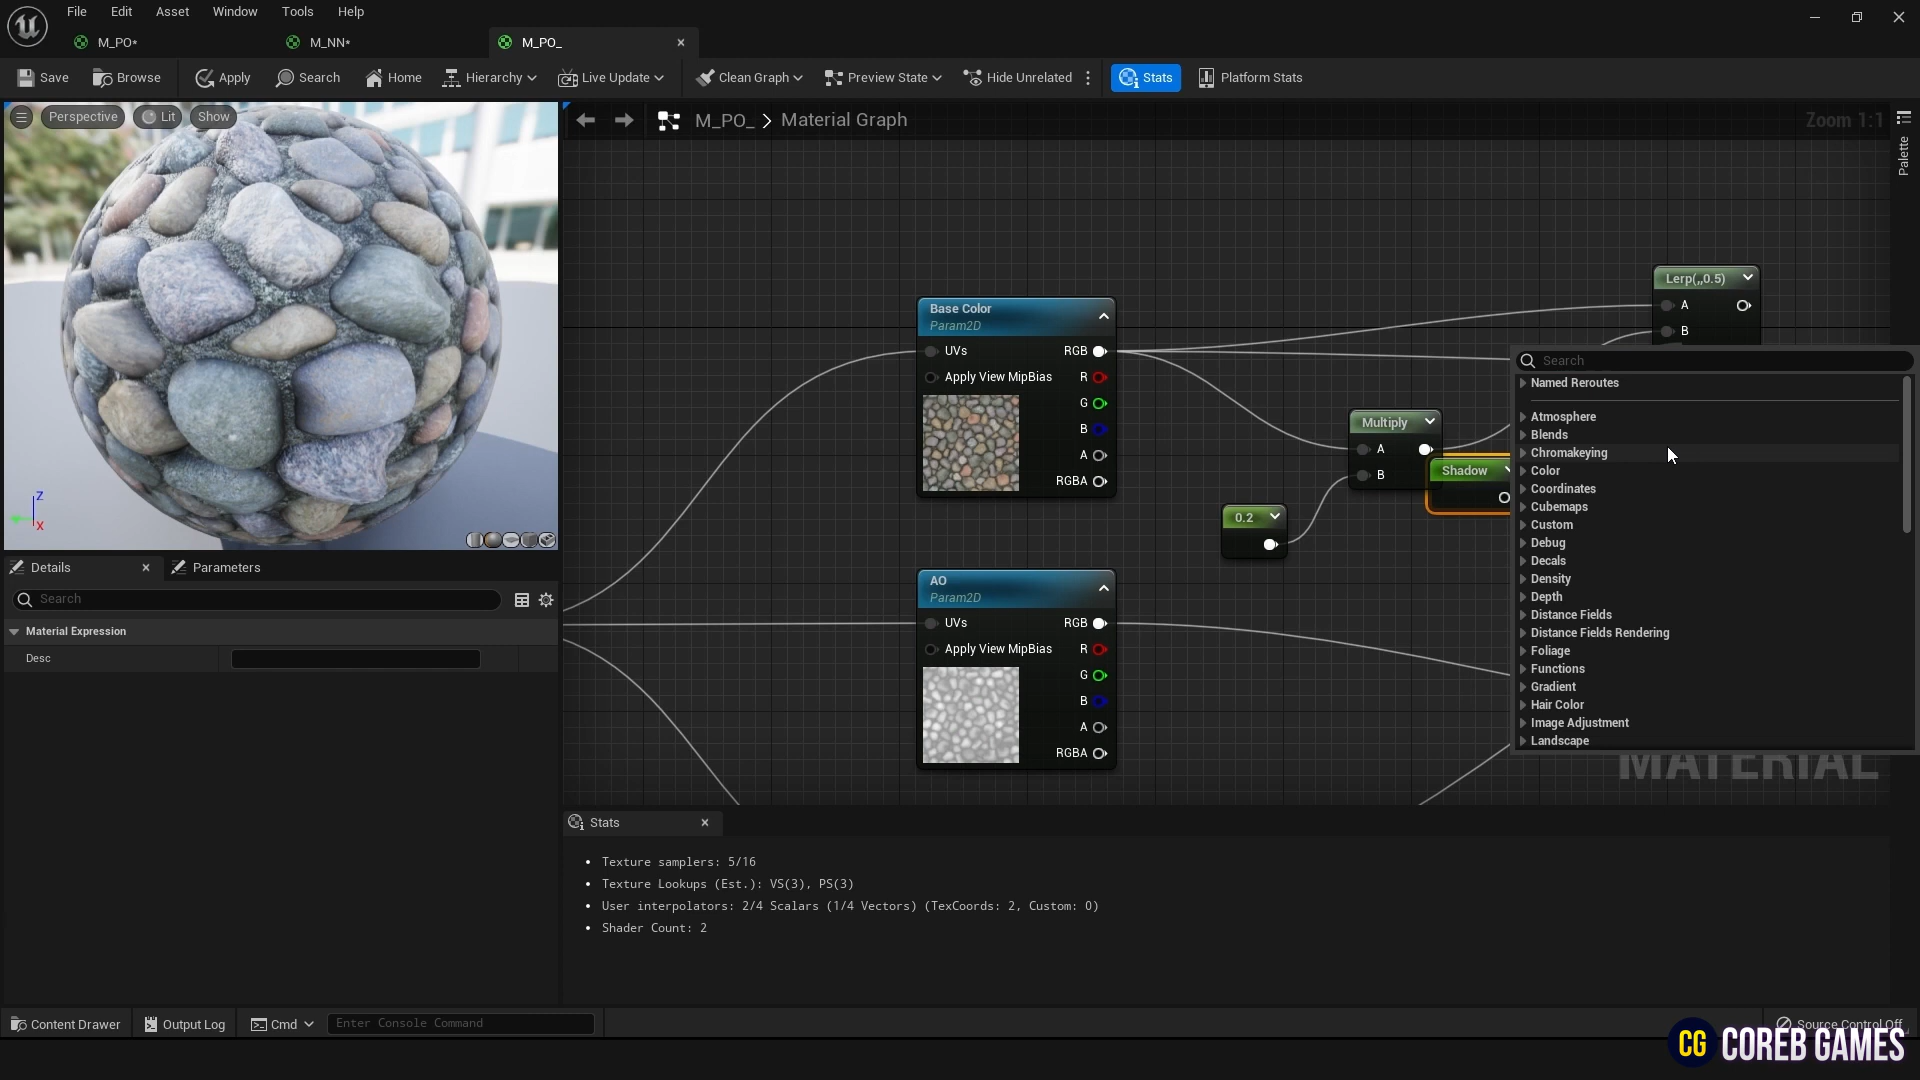 File Edit Asset Window Tools Help
M_PO* M_NN* M_PO_
Save Browse Apply Search Home Hierarchy Live Update Clean Graph Preview State Hide Unrelated Stats Platform Stats
Perspective Lit Show
M_PO_ > Material Graph Zoom 1:1
Palette
Lerp(,,0.5)
A
B
Base Color
Param2D
UVs RGB
Apply View MipBias R
G
B
A
RGBA
Multiply
A
B
Shadow
0.2
AO
Param2D
UVs RGB
Apply View MipBias R
G
B
A
RGBA
Search
Named Reroutes
Atmosphere
Blends
Chromakeying
Color
Coordinates
Cubemaps
Custom
Debug
Decals
Density
Depth
Distance Fields
Distance Fields Rendering
Foliage
Functions
Gradient
Hair Color
Image Adjustment
Landscape
MATERIAL
Z
X
Details Parameters
Search
Material Expression
Desc
Stats
Texture samplers: 5/16
Texture Lookups (Est.): VS(3), PS(3)
User interpolators: 2/4 Scalars (1/4 Vectors) (TexCoords: 2, Custom: 0)
Shader Count: 2
Content Drawer Output Log Cmd Enter Console Command Source Control Off
CG COREB GAMES